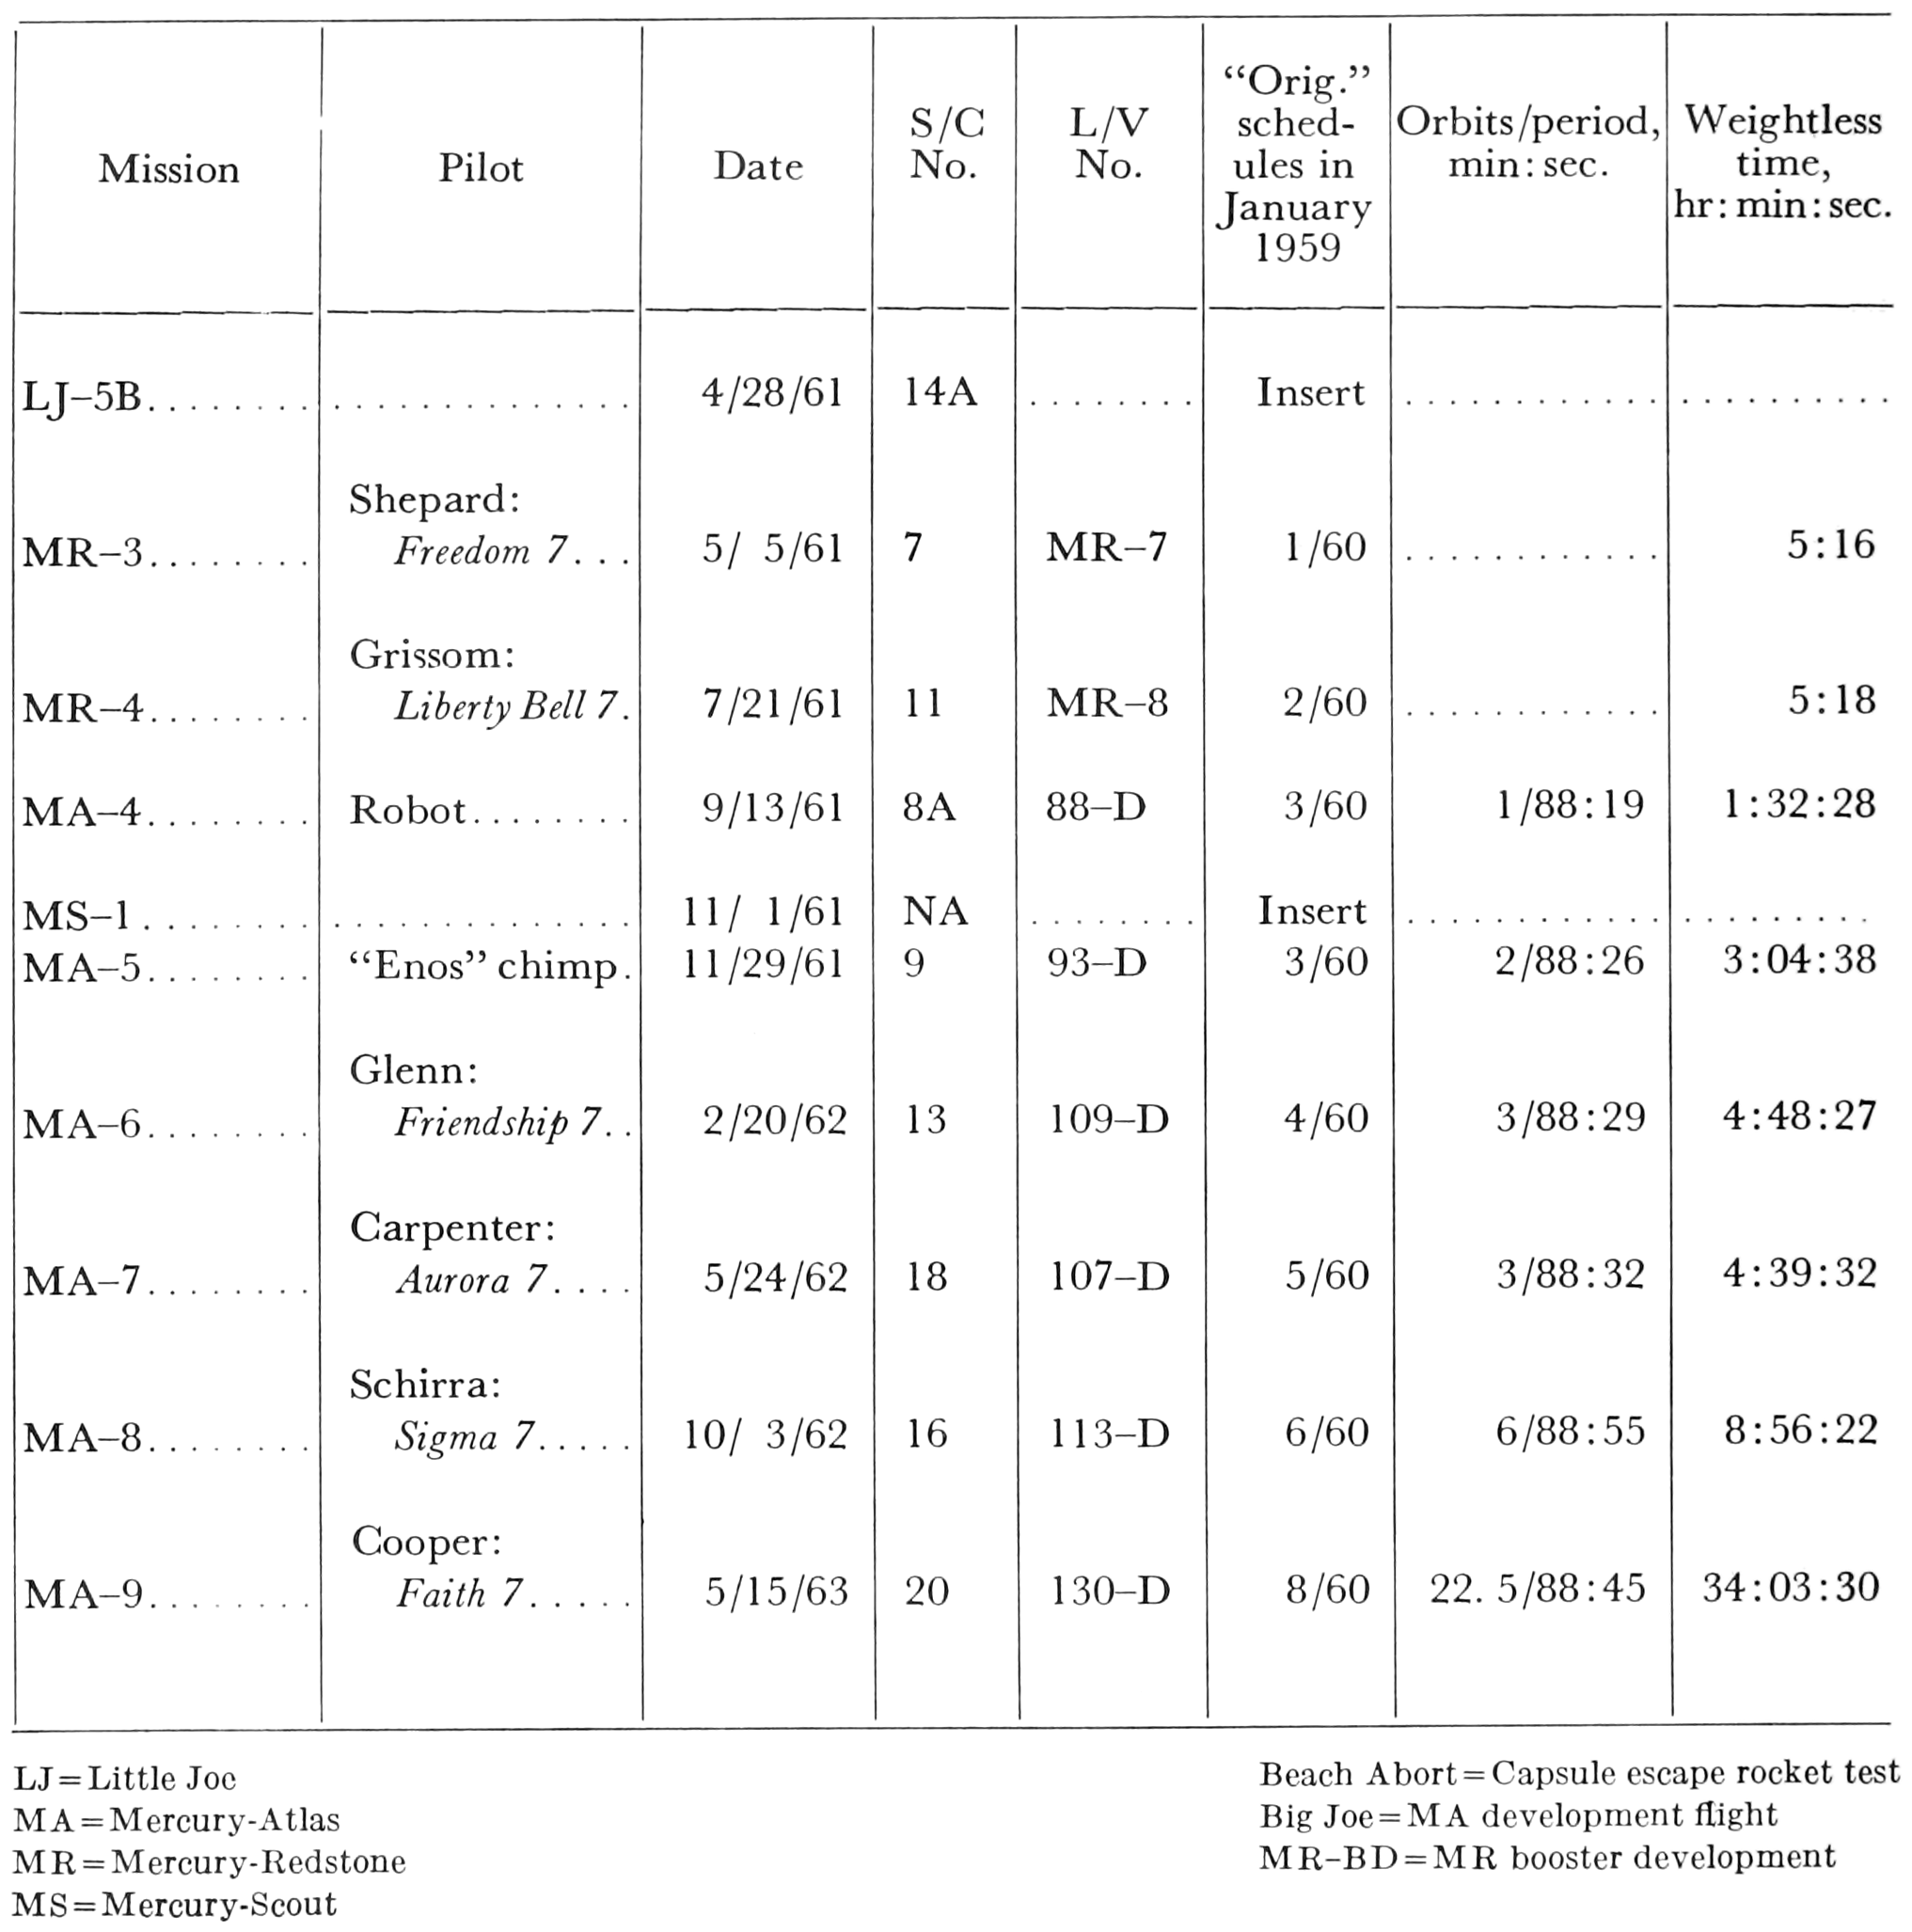 Mission
Pilot
Date
S/C
No.
L/V
No.
“Orig.”
sched-
ules in
January
1959
Orbits/period,
min: sec.
Weightless
time,
hr: min: sec.
LJ–5B........ .............. 4/28/61 14A ........ Insert ............ ..........
Shepard:
MR–3........ Freedom 7... 5/ 5/61 7 MR–7 1/60 ............ 5:16
Grissom:
MR–4........ Liberty Bell 7. 7/21/61 11 MR–8 2/60 ............ 5:18
MA–4........ Robot........ 9/13/61 8A 88–D 3/60 1/88:19 1:32:28
MS–1........ .............. 11/ 1/61 NA ........ Insert ............ .........
MA–5........ “Enos” chimp. 11/29/61 9 93–D 3/60 2/88:26 3:04:38
Glenn:
MA–6........ Friendship 7.. 2/20/62 13 109–D 4/60 3/88:29 4:48:27
Carpenter:
MA–7........ Aurora 7.... 5/24/62 18 107–D 5/60 3/88:32 4:39:32
Schirra:
MA–8........ Sigma 7..... 10/ 3/62 16 113–D 6/60 6/88:55 8:56:22
Cooper:
MA–9........ Faith 7..... 5/15/63 20 130–D 8/60 22. 5/88:45 34:03:30
LJ=Little Joe
MA=Mercury-Atlas
MR=Mercury-Redstone
MS=Mercury-Scout
Beach Abort=Capsule escape rocket test
Big Joe=MA development flight
MR-BD=MR booster development